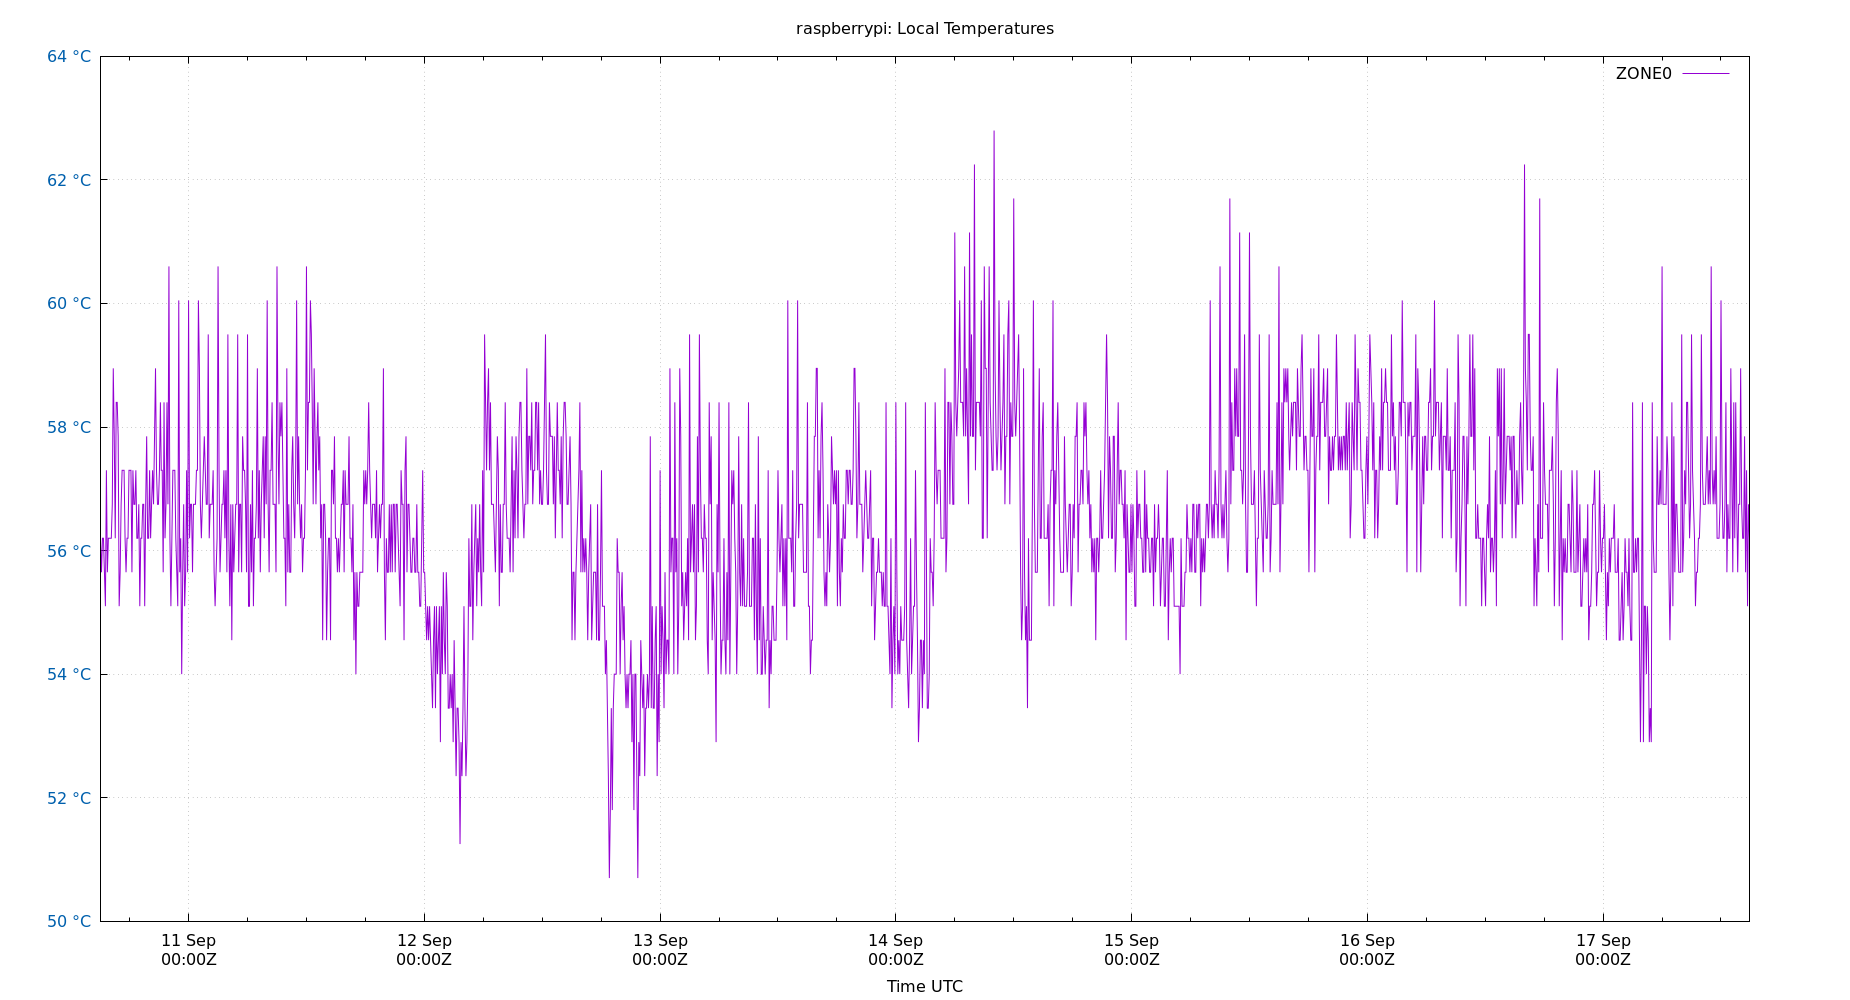 raspberrypi: Local Temperatures
64 °C
ZONE0
62 °C
60 °C
58 °C
56 °C
54 °C
52 °C
50 °C
11 Sep 12 Sep 13 Sep 14 Sep 15 Sep 16 Sep 17 Sep
00:00Z 00:00Z 00:00Z 00:00Z 00:00Z 00:00Z 00:00Z
Time UTC